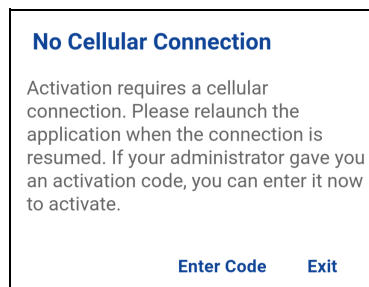 No Cellular Connection
Activation requires a cellular
connection. Please relaunch the
application when the connection is
resumed. If your administrator gave you
an activation code, you can enter it now
to activate.
Enter Code Exit